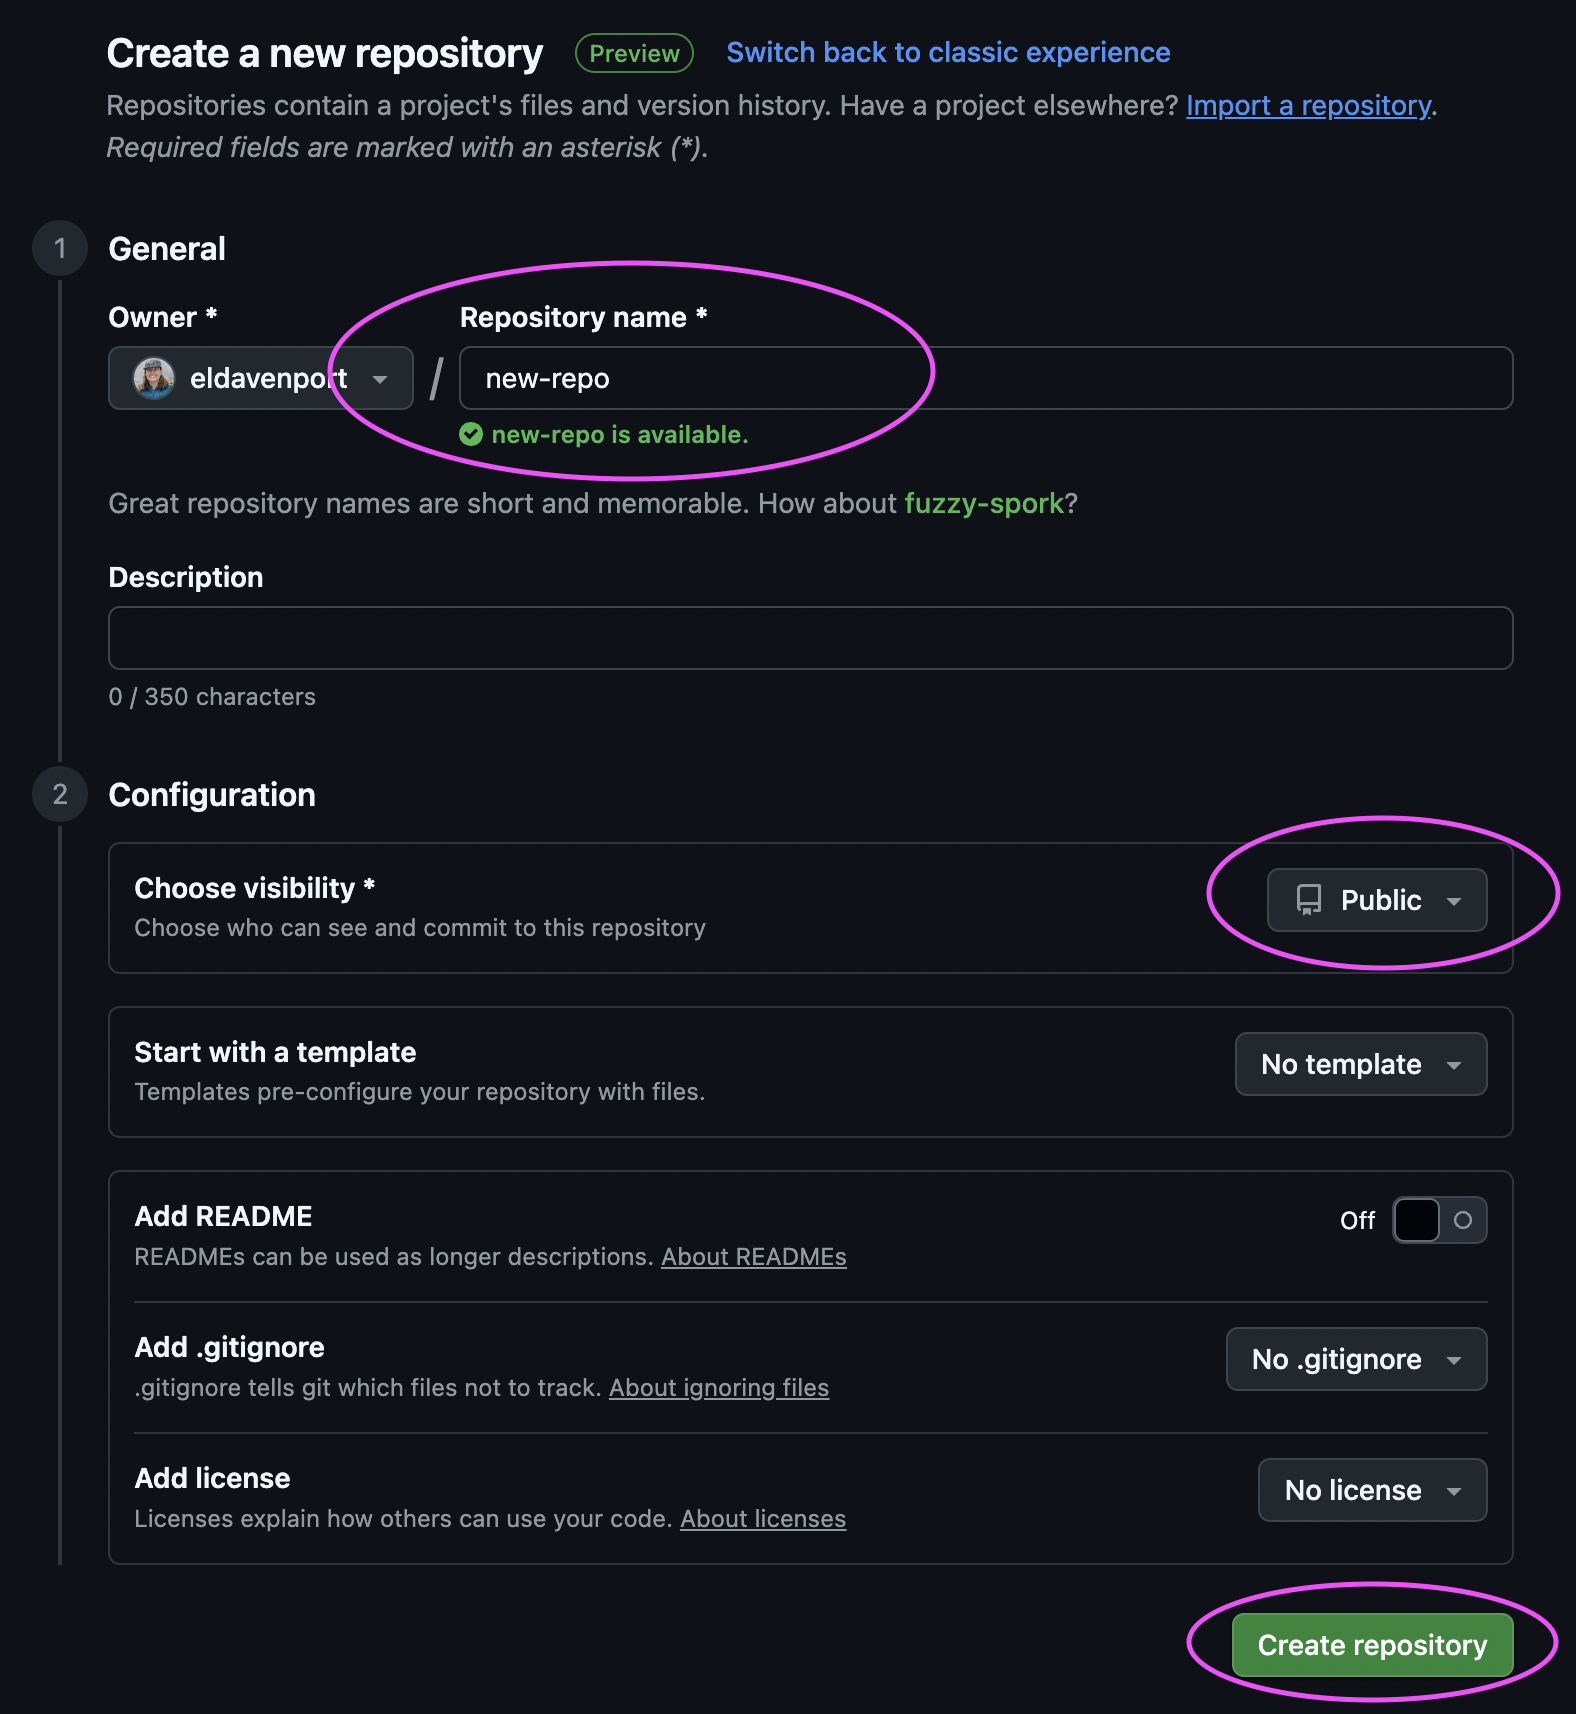 Create a new repository Preview Switch back to classic experience
Repositories contain a project's files and version history. Have a project elsewhere? Import a repository.
Required fields are marked with an asterisk (*).
1 General
Owner * Repository name *
eldavenport / new-repo
new-repo is available.
Great repository names are short and memorable. How about fuzzy-spork?
Description
0 / 350 characters
2 Configuration
Choose visibility *
Choose who can see and commit to this repository
Public
Start with a template
Templates pre-configure your repository with files.
No template
Add README
READMEs can be used as longer descriptions. About READMEs
Off
Add .gitignore
.gitignore tells git which files not to track. About ignoring files
No .gitignore
Add license
Licenses explain how others can use your code. About licenses
No license
Create repository